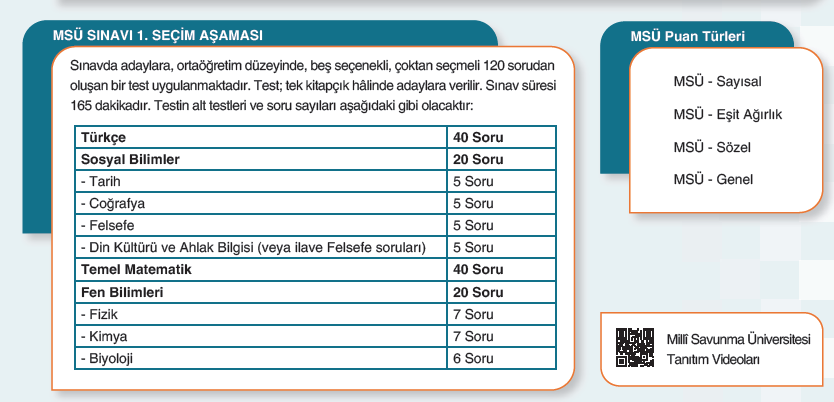 MSÜ SINAVI 1. SEÇİM AŞAMASI
Sınavda adaylara, ortaöğretim düzeyinde, beş seçenekli, çoktan seçmeli 120 sorudan
oluşan bir test uygulanmaktadır. Test; tek kitapçık hâlinde adaylara verilir. Sınav süresi
165 dakikadır. Testin alt testleri ve soru sayıları aşağıdaki gibi olacaktır:
Türkçe 40 Soru
Sosyal Bilimler 20 Soru
- Tarih 5 Soru
- Coğrafya 5 Soru
- Felsefe 5 Soru
- Din Kültürü ve Ahlak Bilgisi (veya ilave Felsefe soruları) 5 Soru
Temel Matematik 40 Soru
Fen Bilimleri 20 Soru
- Fizik 7 Soru
- Kimya 7 Soru
- Biyoloji 6 Soru
MSÜ Puan Türleri
MSÜ - Sayısal
MSÜ - Eşit Ağırlık
MSÜ - Sözel
MSÜ - Genel
Millî Savunma Üniversitesi
Tanıtım Videoları